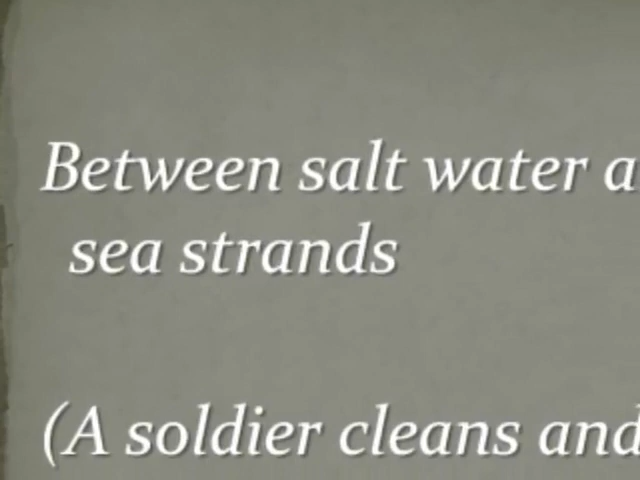 Between salt water a
sea strands
(A soldier cleans and